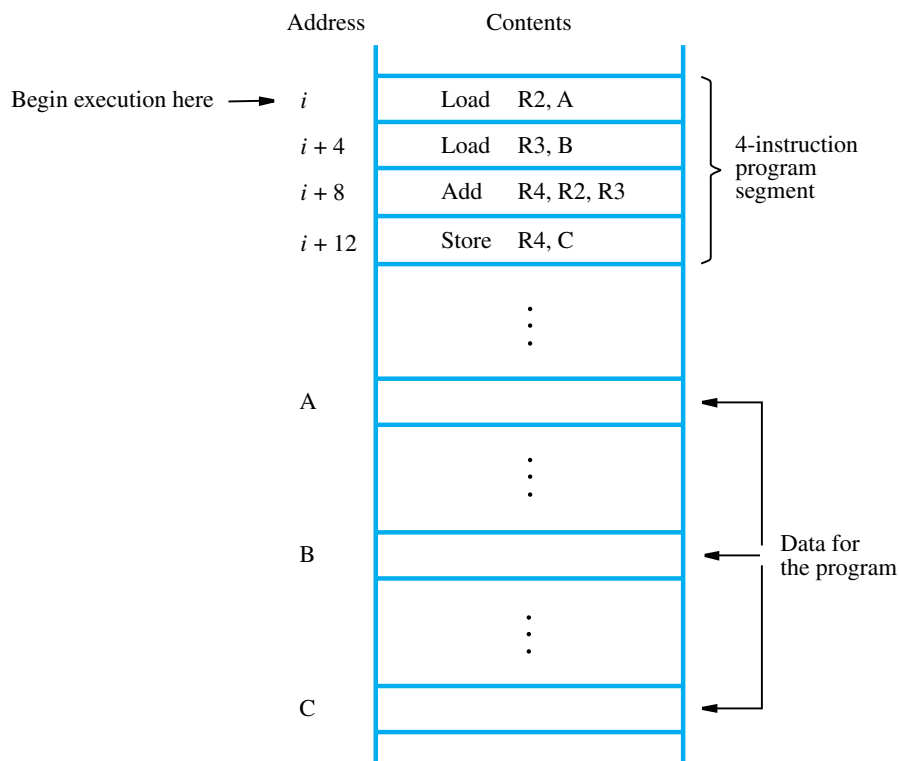 Address Contents
Begin execution here i Load R2, A
i + 4 Load R3, B
i + 8 Add R4, R2, R3
i + 12 Store R4, C
4-instruction
program
segment
A
B
C
Data for
the program